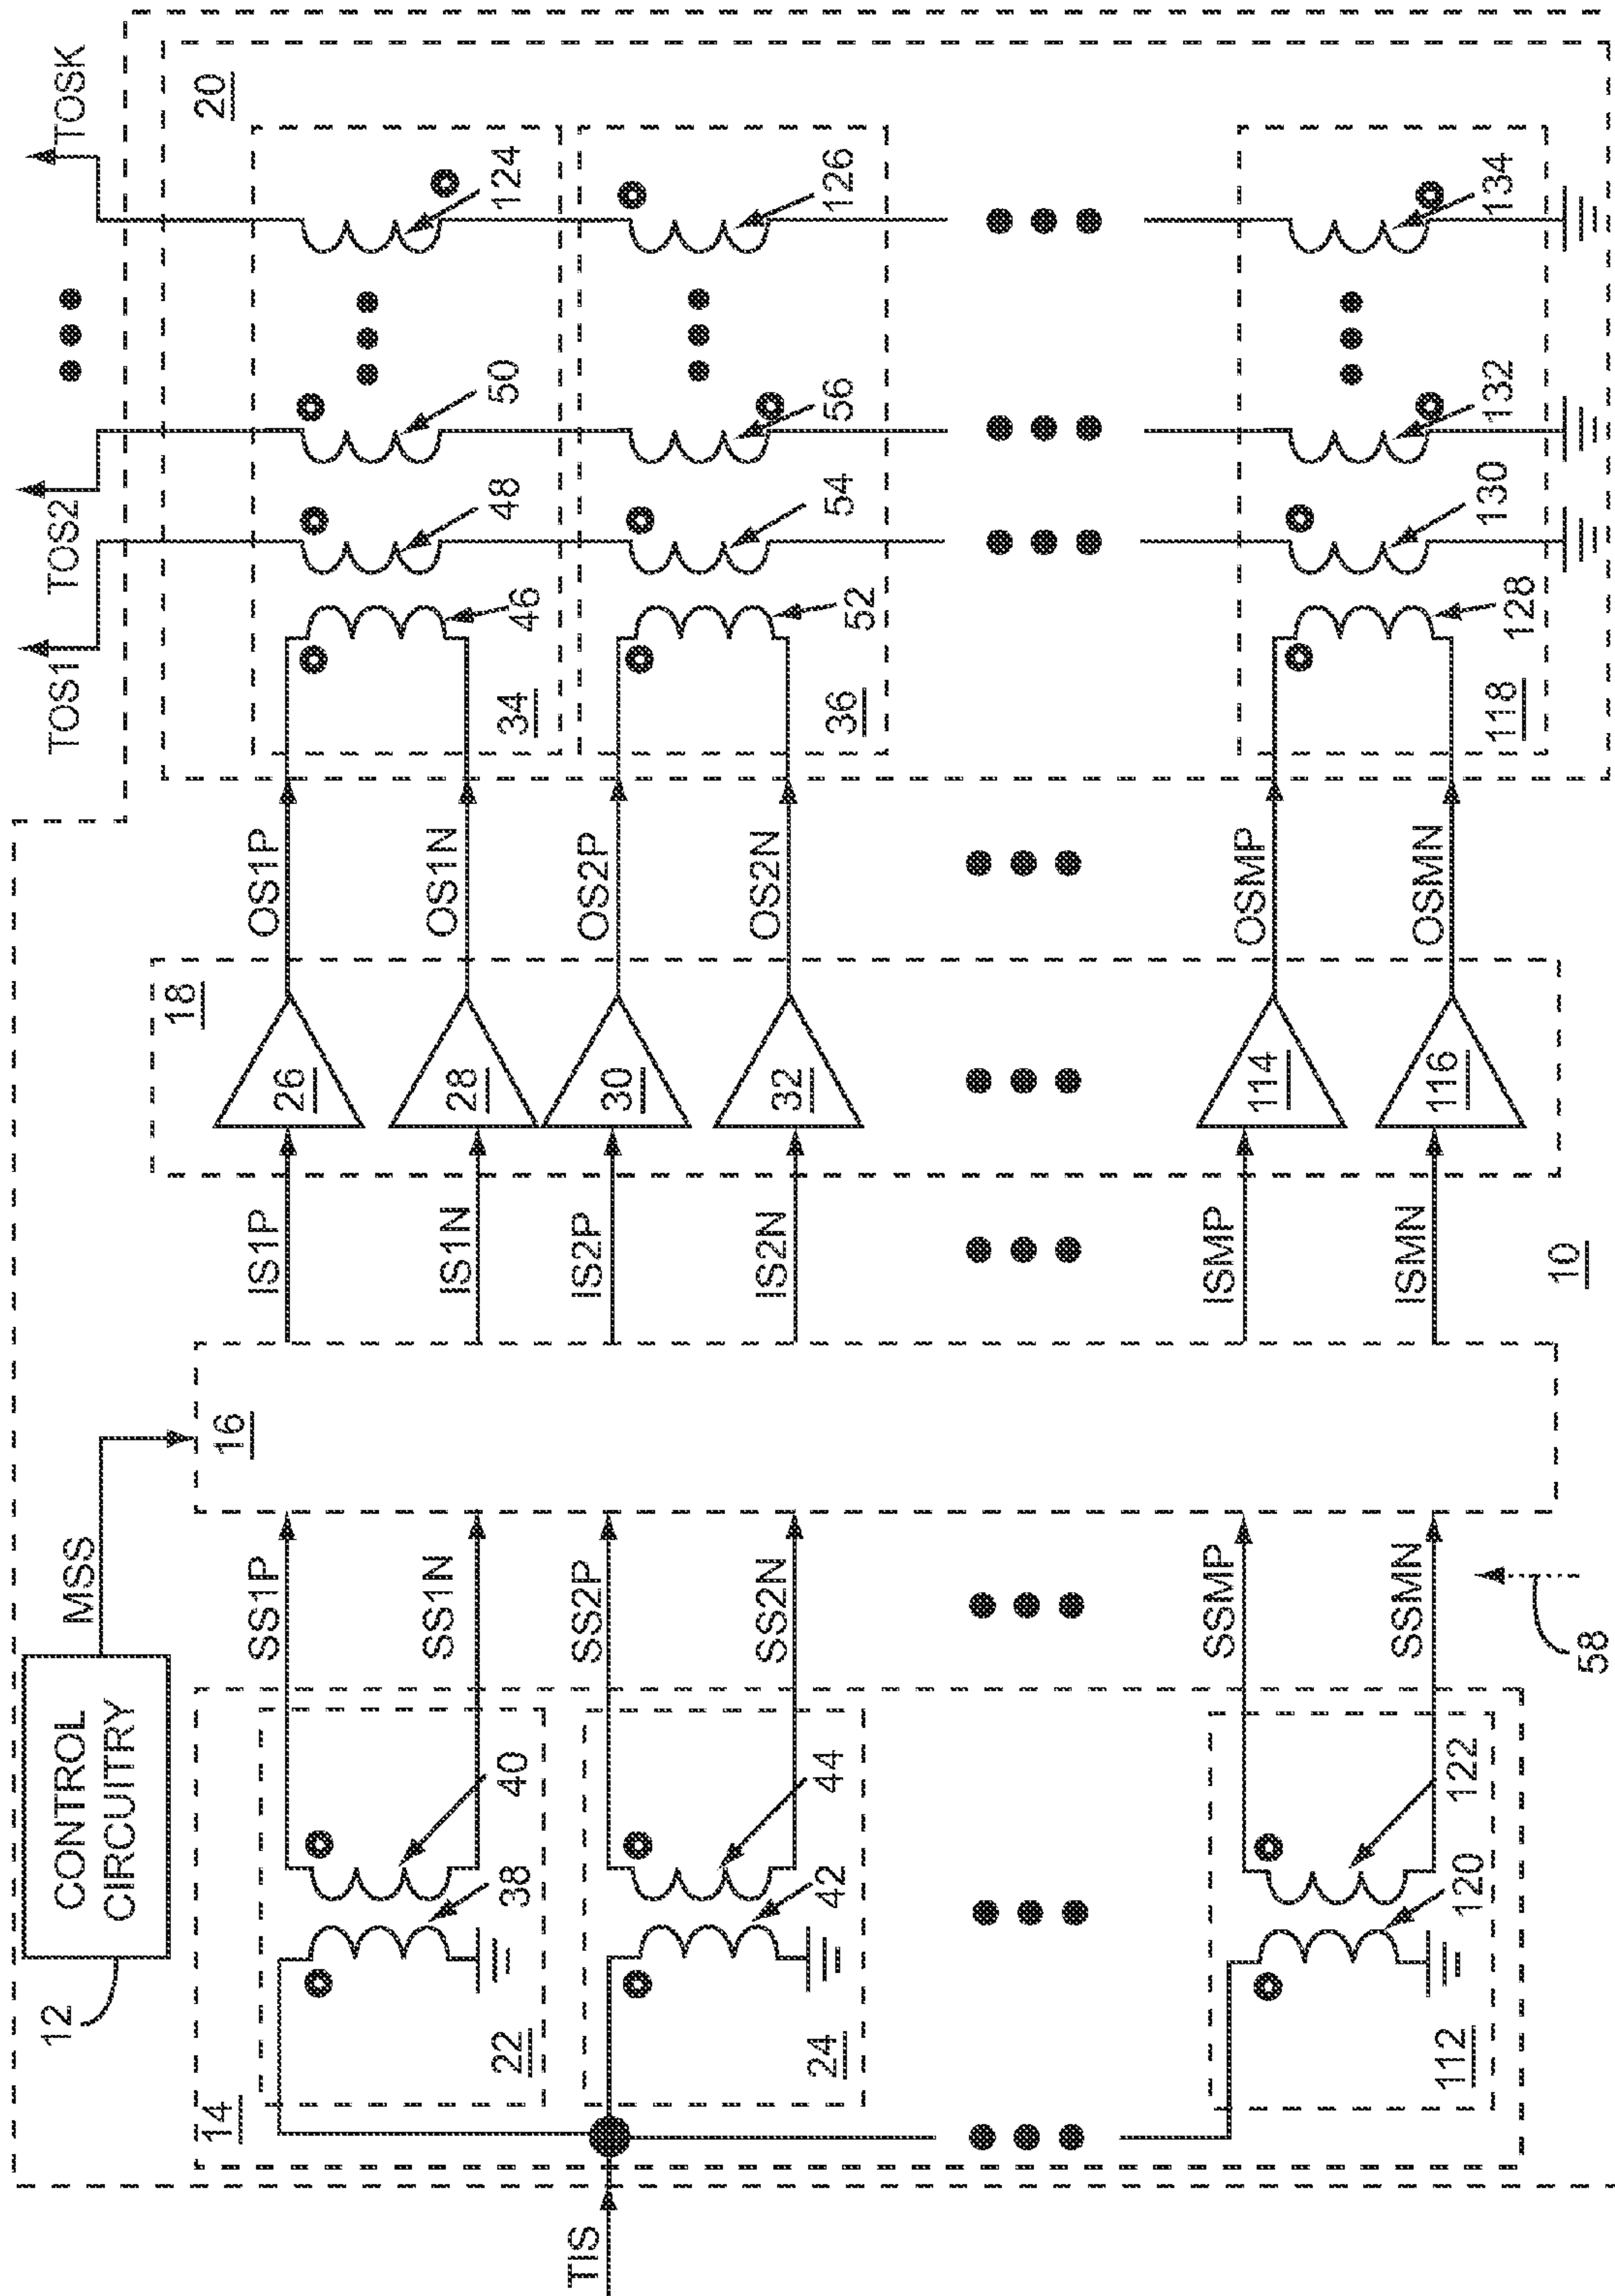 12
CONTROL
CIRCUITRY
MSS
TOS1
TOS2
TOSK
14
16
18
20
TIS
22
38
40
SS1P
SS1N
IS1P
IS1N
26
28
OS1P
OS1N
34
46
48
50
124
24
42
44
SS2P
SS2N
IS2P
IS2N
30
32
OS2P
OS2N
36
52
54
56
126
112
120
122
SSMP
SSMN
ISMP
ISMN
114
116
OSMP
OSMN
118
128
130
132
134
58
10